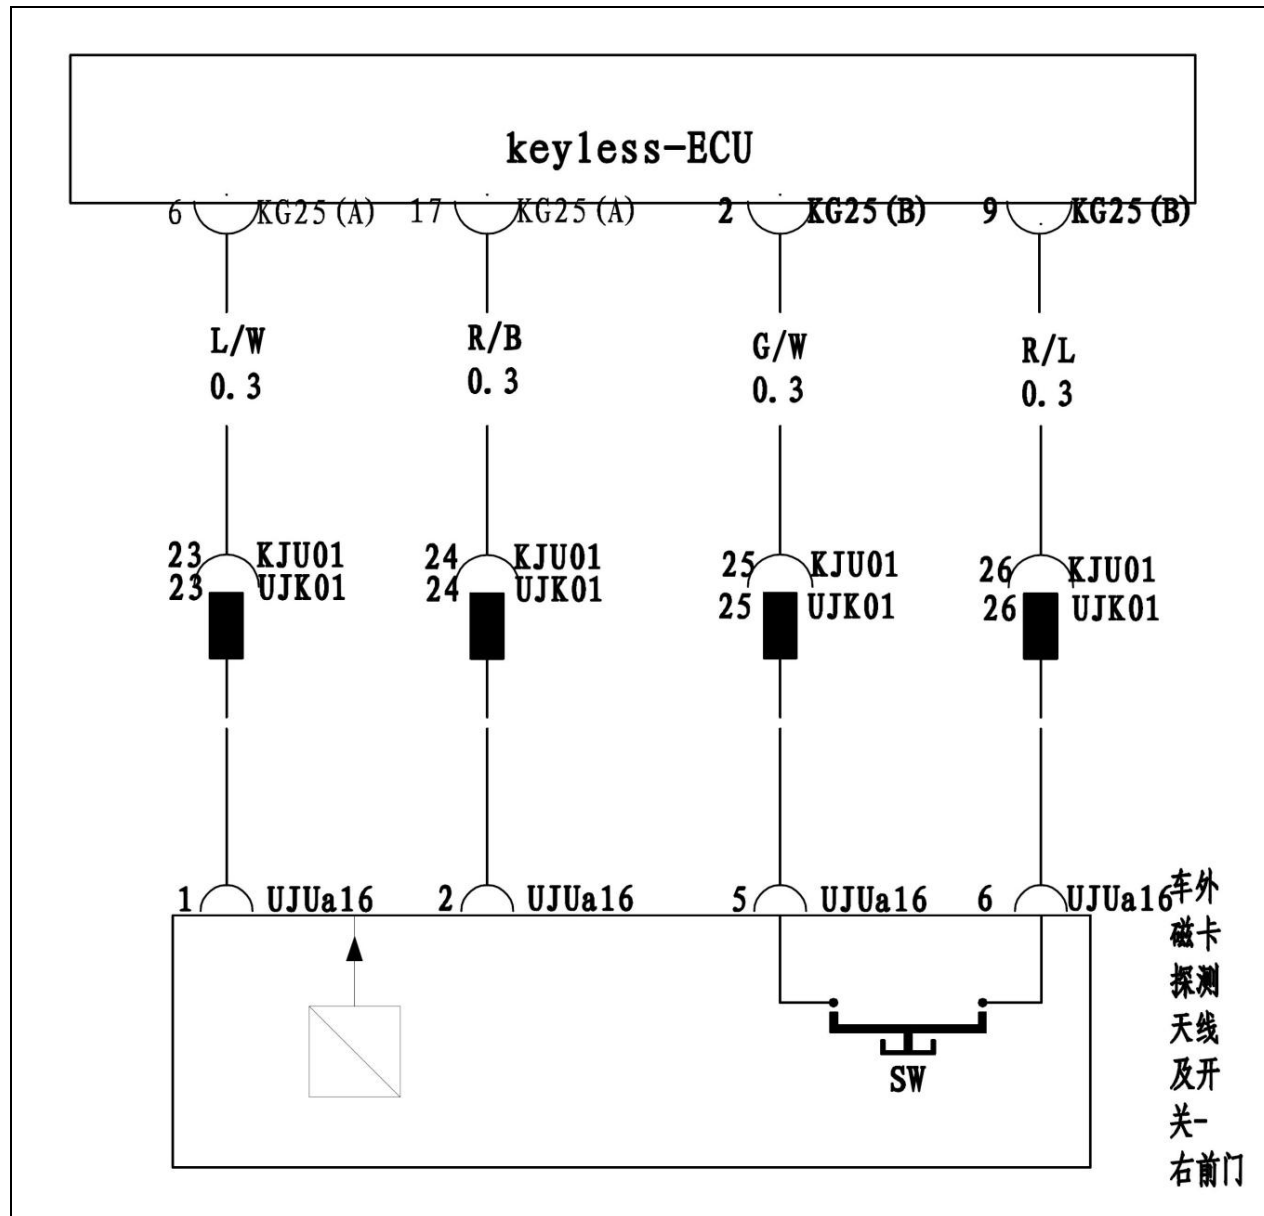 keyless-ECU
6 KG25(A) 17 KG25(A) 2 KG25(B) 9 KG25(B)
L/W R/B G/W R/L
0.3 0.3 0.3 0.3
23 KJU01 24 KJU01 25 KJU01 26 KJU01
23 UJK01 24 UJK01 25 UJK01 26 UJK01
1 UJUa16 2 UJUa16 5 UJUa16 6 UJUa16
车外
磁卡
探测
天线
及开
关-
右前门
SW